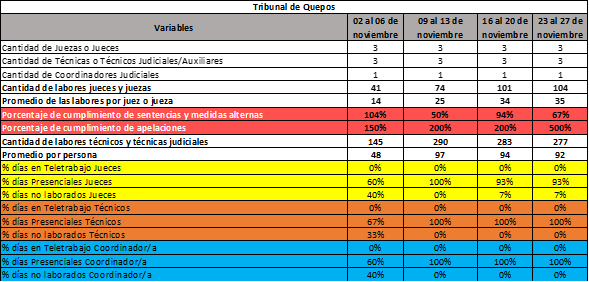 Tribunal de Quepos
Variables 02 al 06 de noviembre 09 al 13 de noviembre 16 al 20 de noviembre 23 al 27 de noviembre
Cantidad de Juezas o Jueces 3 3 3 3
Cantidad de Técnicas o Técnicos Judiciales/Auxiliares 3 3 3 3
Cantidad de Coordinadores Judiciales 1 1 1 1
Cantidad de labores jueces y juezas 41 74 101 104
Promedio de las labores por juez o jueza 14 25 34 35
Porcentaje de cumplimiento de sentencias y medidas alternas 104% 50% 94% 67%
Porcentaje de cumplimiento de apelaciones 150% 200% 200% 500%
Cantidad de labores técnicos y técnicas judiciales 145 290 283 277
Promedio por persona 48 97 94 92
% días en Teletrabajo Jueces 0% 0% 0% 0%
% días Presenciales Jueces 60% 100% 93% 93%
% días no laborados Jueces 40% 0% 7% 7%
% días en Teletrabajo Técnicos 0% 0% 0% 0%
% días Presenciales Técnicos 67% 100% 100% 100%
% días no laborados Técnicos 33% 0% 0% 0%
% días en Teletrabajo Coordinador/a 0% 0% 0% 0%
% días Presenciales Coordinador/a 60% 100% 100% 100%
% días no laborados Coordinador/a 40% 0% 0% 0%